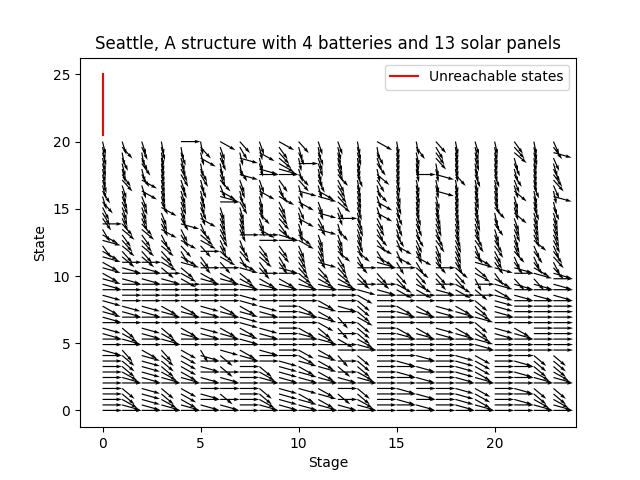 Seattle, A structure with 4 batteries and 13 solar panels
Unreachable states
25
20
15
10
5
0
State
0 5 10 15 20
Stage